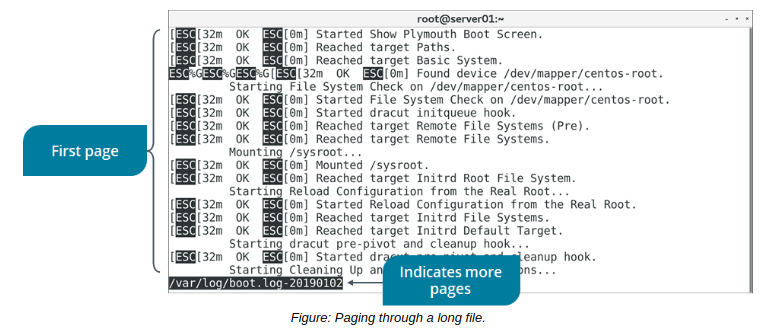 root@server01:~
[ESC[32m  OK  ESC[0m] Started Show Plymouth Boot Screen.
[ESC[32m  OK  ESC[0m] Reached target Paths.
[ESC[32m  OK  ESC[0m] Reached target Basic System.
ESC%GESC%GESC%G[ESC[32m  OK  ESC[0m] Found device /dev/mapper/centos-root.
Starting File System Check on /dev/mapper/centos-root...
[ESC[32m  OK  ESC[0m] Started File System Check on /dev/mapper/centos-root.
[ESC[32m  OK  ESC[0m] Started dracut initqueue hook.
[ESC[32m  OK  ESC[0m] Reached target Remote File Systems (Pre).
[ESC[32m  OK  ESC[0m] Reached target Remote File Systems.
Mounting /sysroot...
First page
[ESC[32m  OK  ESC[0m] Mounted /sysroot.
[ESC[32m  OK  ESC[0m] Reached target Initrd Root File System.
Starting Reload Configuration from the Real Root...
[ESC[32m  OK  ESC[0m] Started Reload Configuration from the Real Root.
[ESC[32m  OK  ESC[0m] Reached target Initrd File Systems.
[ESC[32m  OK  ESC[0m] Reached target Initrd Default Target.
Starting dracut pre-pivot and cleanup hook...
[ESC[32m  OK  ESC[0m] Started cleanup hook.
Starting Cleaning Up
/var/log/boot.log-20190102
Indicates more
pages
Figure: Paging through a long file.